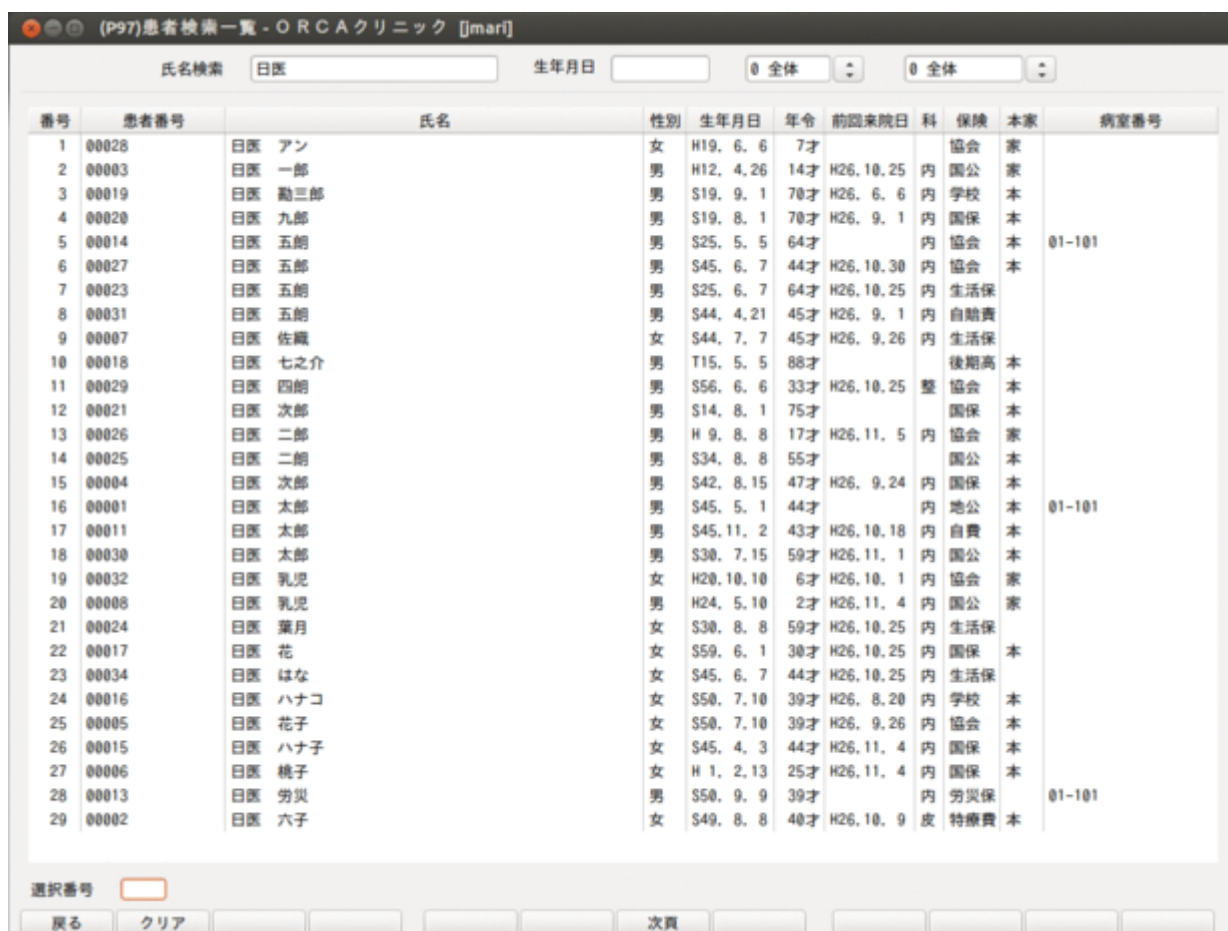 (P97)患者検索一覧 - ＯＲＣＡクリニック [jmari]
氏名検索 日医 生年月日 0 全体 0 全体
番号 患者番号 氏名 性別 生年月日 年令 前回来院日 科 保険 本家 病室番号
1 00028 日医 アン 女 H19. 6. 6 7才 協会 家
2 00003 日医 一郎 男 H12. 4.26 14才 H26.10.25 内 国公 家
3 00019 日医 勘三郎 男 S19. 9. 1 70才 H26. 6. 6 内 学校 本
4 00020 日医 九郎 男 S19. 8. 1 70才 H26. 9. 1 内 国保 本
5 00014 日医 五朗 男 S25. 5. 5 64才 内 協会 本 01-101
6 00027 日医 五郎 男 S45. 6. 7 44才 H26.10.30 内 協会 本
7 00023 日医 五朗 男 S25. 6. 7 64才 H26.10.25 内 生活保
8 00031 日医 五朗 男 S44. 4.21 45才 H26. 9. 1 内 自賠責
9 00007 日医 佐織 女 S44. 7. 7 45才 H26. 9.26 内 生活保
10 00018 日医 七之介 男 T15. 5. 5 88才 後期高 本
11 00029 日医 四朗 男 S56. 6. 6 33才 H26.10.25 整 協会 本
12 00021 日医 次郎 男 S14. 8. 1 75才 国保 本
13 00026 日医 二郎 男 H 9. 8. 8 17才 H26.11. 5 内 協会 家
14 00025 日医 二朗 男 S34. 8. 8 55才 国公 本
15 00004 日医 次郎 男 S42. 8.15 47才 H26. 9.24 内 国保 本
16 00001 日医 太郎 男 S45. 5. 1 44才 内 地公 本 01-101
17 00011 日医 太郎 男 S45.11. 2 43才 H26.10.18 内 自費 本
18 00030 日医 太郎 男 S30. 7.15 59才 H26.11. 1 内 国公 本
19 00032 日医 乳児 女 H20.10.10 6才 H26.10. 1 内 協会 家
20 00008 日医 乳児 男 H24. 5.10 2才 H26.11. 4 内 国公 家
21 00024 日医 葉月 女 S30. 8. 8 59才 H26.10.25 内 生活保
22 00017 日医 花 女 S59. 6. 1 30才 H26.10.25 内 国保 本
23 00034 日医 はな 女 S45. 6. 7 44才 H26.10.25 内 生活保
24 00016 日医 ハナコ 女 S50. 7.10 39才 H26. 8.20 内 学校 本
25 00005 日医 花子 女 S50. 7.10 39才 H26. 9.26 内 協会 本
26 00015 日医 ハナ子 女 S45. 4. 3 44才 H26.11. 4 内 国保 本
27 00006 日医 桃子 女 H 1. 2.13 25才 H26.11. 4 内 国保 本
28 00013 日医 労災 男 S50. 9. 9 39才 内 労災保 01-101
29 00002 日医 六子 女 S49. 8. 8 40才 H26.10. 9 皮 特療費 本
選択番号
戻る クリア 次頁